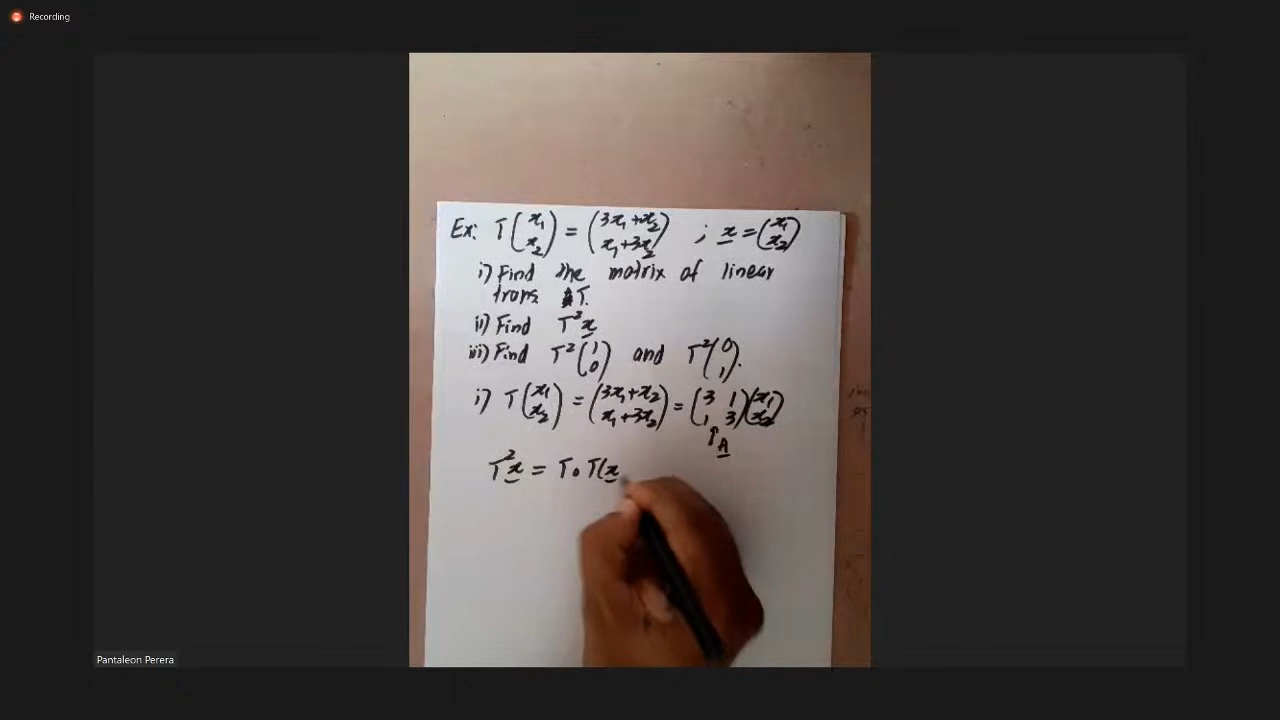 Recording
Ex: T(x₁ x₂) = (3x₁+x₂ x₁+3x₂) ; x = (x₁ x₂)
i) Find the matrix of linear
trans T.
ii) Find T²x
iii) Find T²(1 0) and T²(0 1).
i) T(x₁ x₂) = (3x₁+x₂ x₁+3x₂) = (3 1 1 3)(x₁ x₂)
↑A
T²x = T∘T(x
Pantaleon Perera